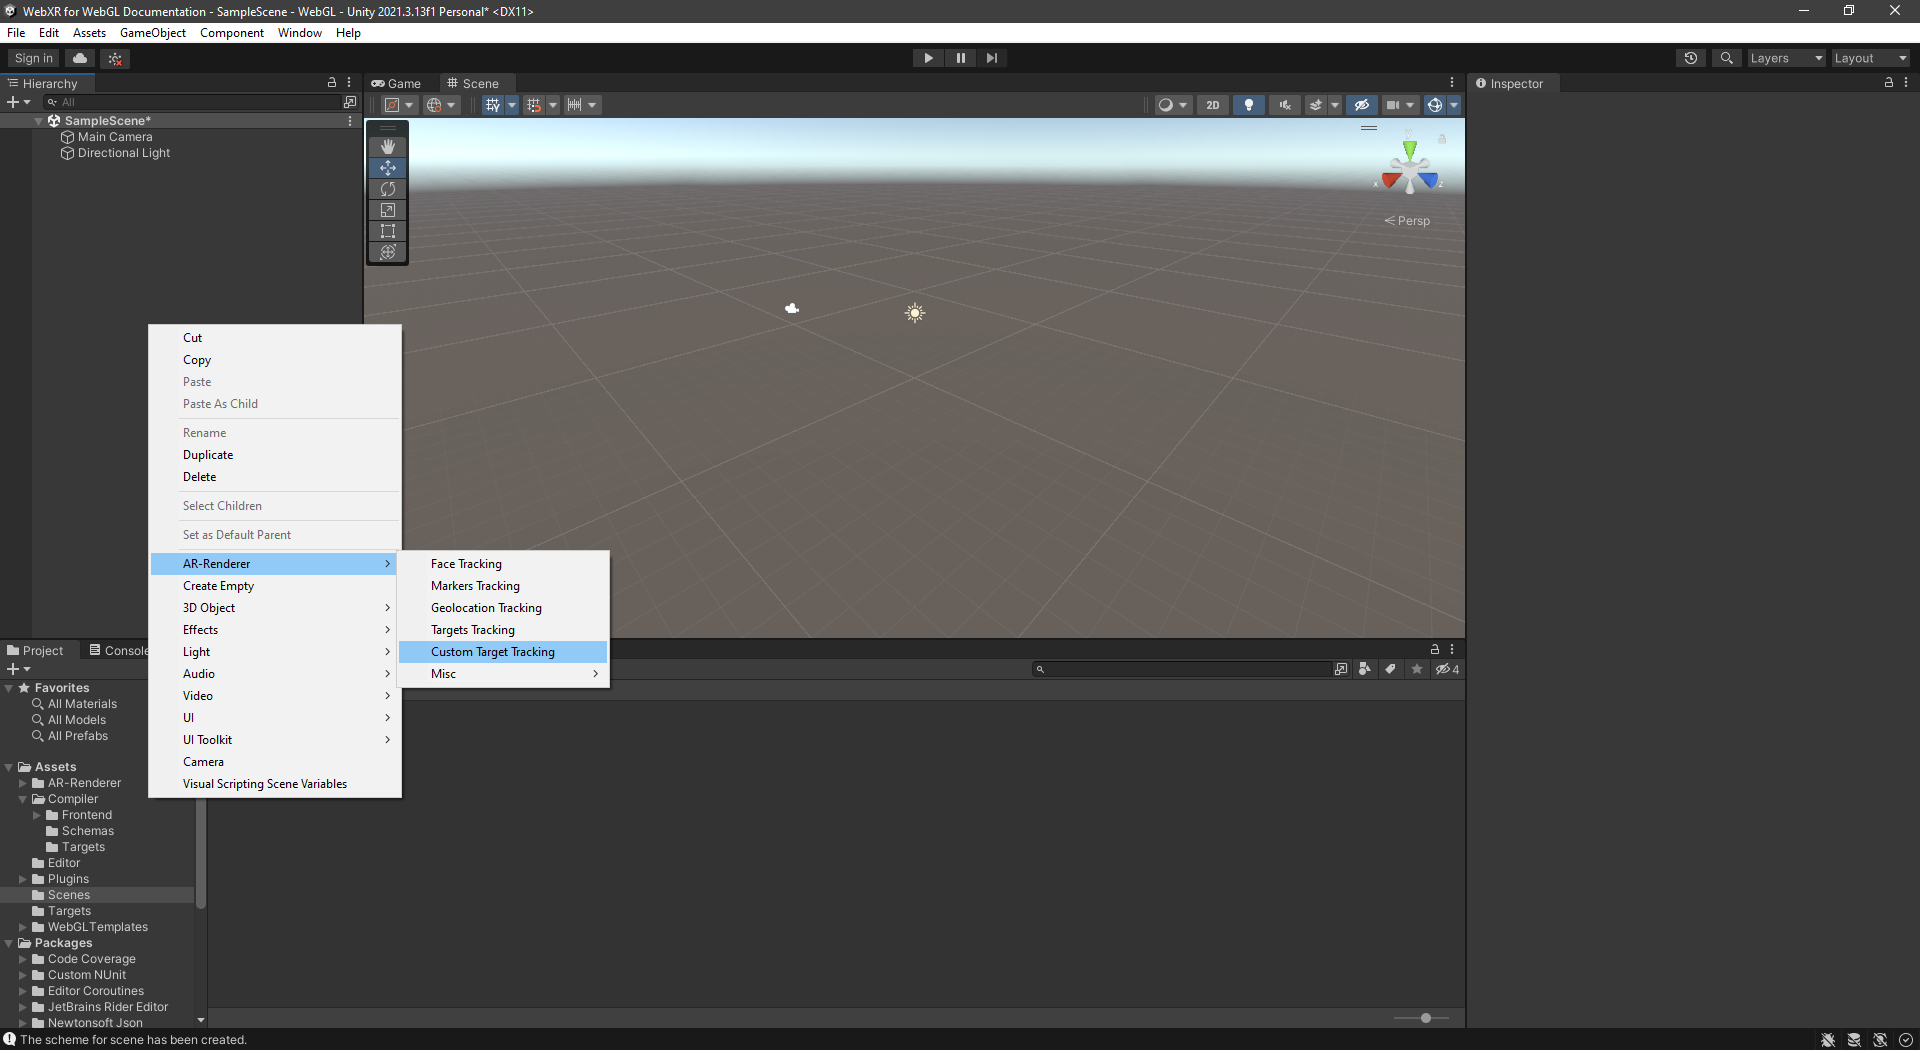 WebXR for WebGL Documentation - SampleScene - WebGL - Unity 2021.3.13f1 Personal* <DX11>
File Edit Assets GameObject Component Window Help
Sign in
Layers
Layout
Hierarchy
All
SampleScene*
Main Camera
Directional Light
Game
Scene
2D
y
x
z
Persp
Inspector
Cut
Copy
Paste
Paste As Child
Rename
Duplicate
Delete
Select Children
Set as Default Parent
AR-Renderer
Create Empty
3D Object
Effects
Light
Audio
Video
UI
UI Toolkit
Camera
Visual Scripting Scene Variables
Face Tracking
Markers Tracking
Geolocation Tracking
Targets Tracking
Custom Target Tracking
Misc
Project
Console
4
Favorites
All Materials
All Models
All Prefabs
Assets
AR-Renderer
Compiler
Frontend
Schemas
Targets
Editor
Plugins
Scenes
Targets
WebGLTemplates
Packages
Code Coverage
Custom NUnit
Editor Coroutines
JetBrains Rider Editor
Newtonsoft Json
The scheme for scene has been created.